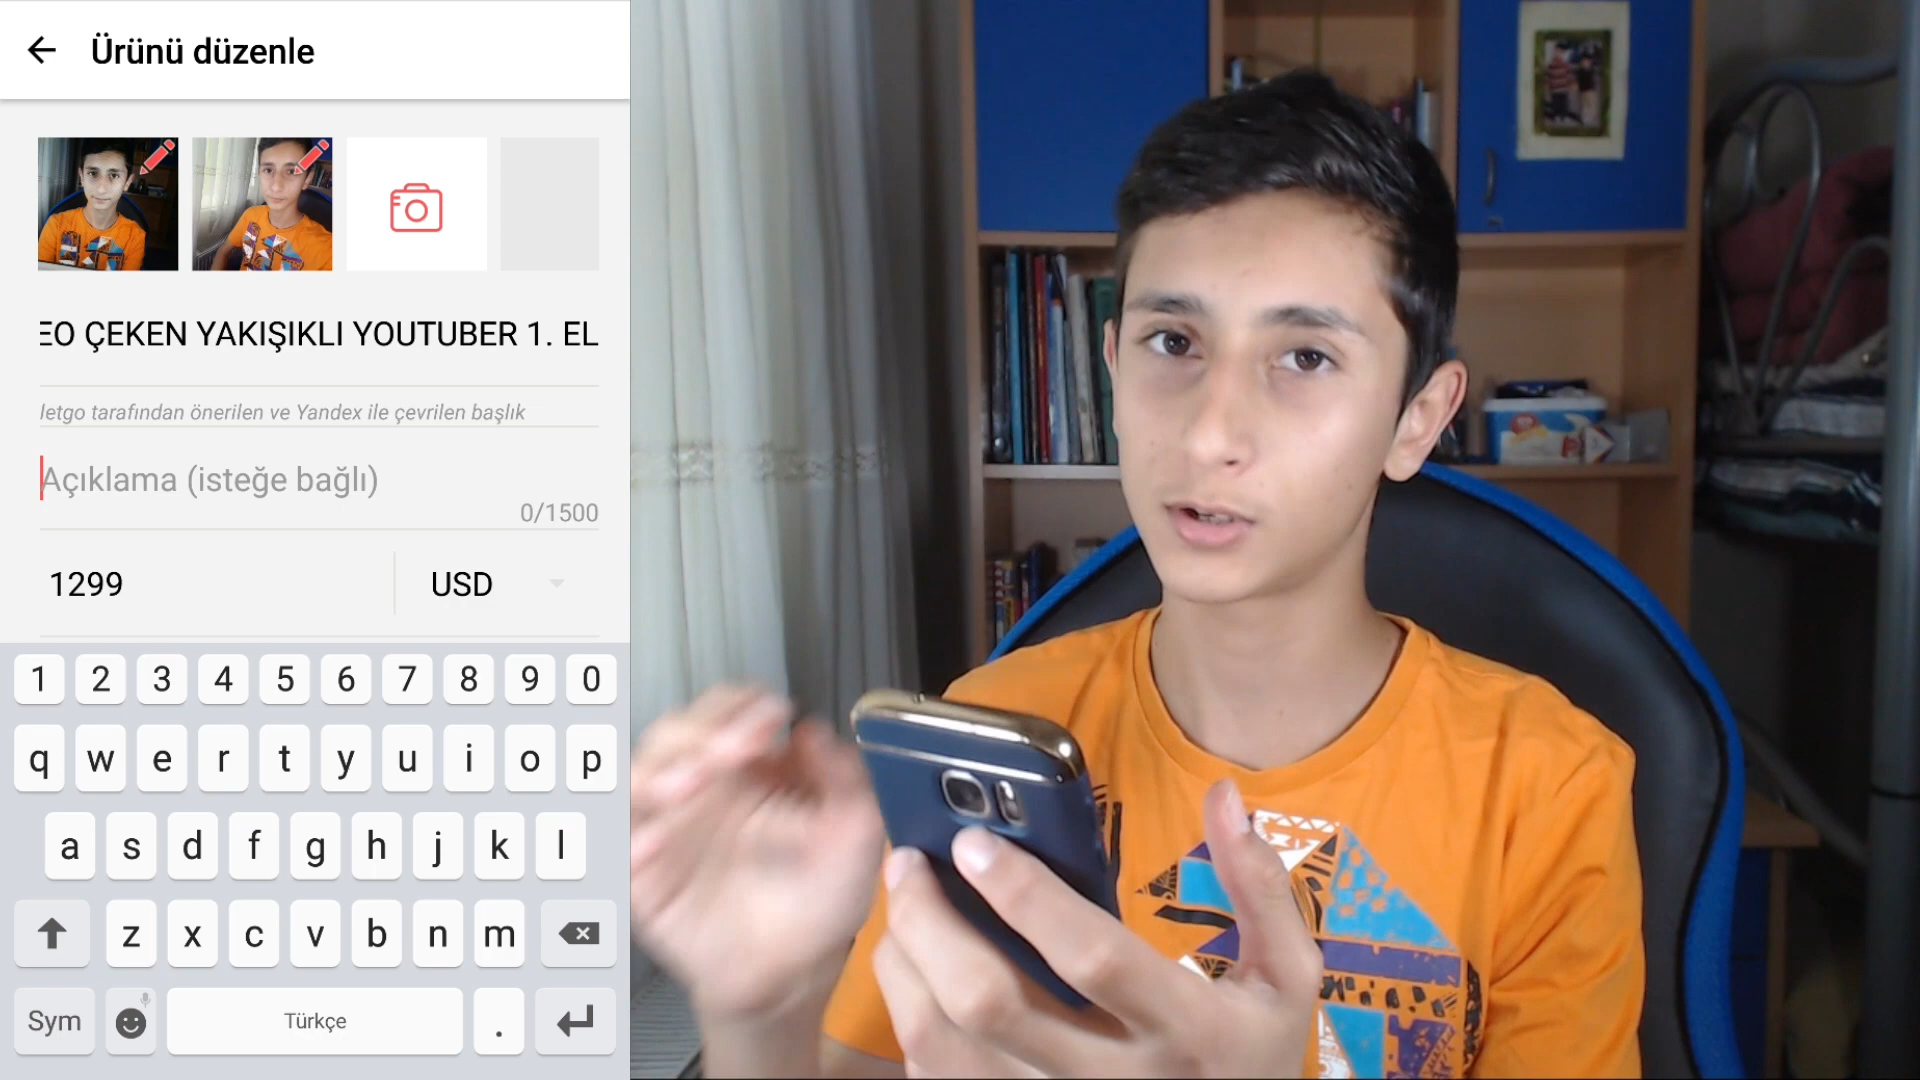 Ürünü düzenle
EO ÇEKEN YAKIŞIKLI YOUTUBER 1. EL
letgo tarafından önerilen ve Yandex ile çevrilen başlık
Açıklama (isteğe bağlı)
0/1500
1299 USD
1 2 3 4 5 6 7 8 9 0
q w e r t y u i o p
a s d f g h j k l
z x c v b n m
Sym Türkçe .